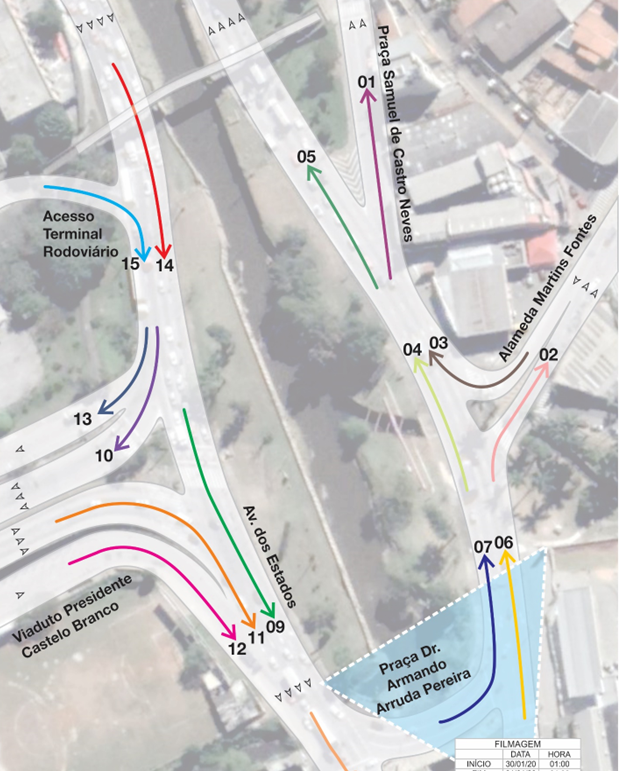 01
Praça Samuel de Castro Neves
05
Acesso
Terminal
Rodoviário
15
14
Alameda Martins Fontes
04
03
02
13
10
Av. dos Estados
07
06
Viaduto Presidente
Castelo Branco
12
11
09
Praça Dr.
Armando
Arruda Pereira
FILMAGEM
DATA HORA
INÍCIO 30/01/20 01:00